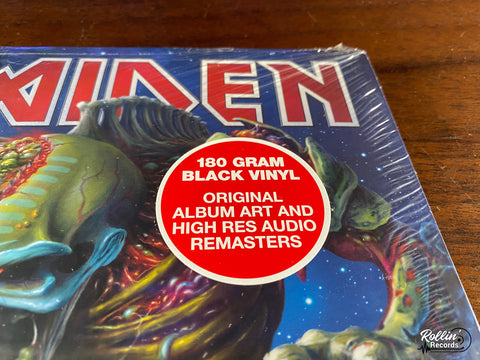 AIDEN
180 GRAM
BLACK VINYL
ORIGINAL
ALBUM ART AND
HIGH RES AUDIO
REMASTERS
Rollin'
Records